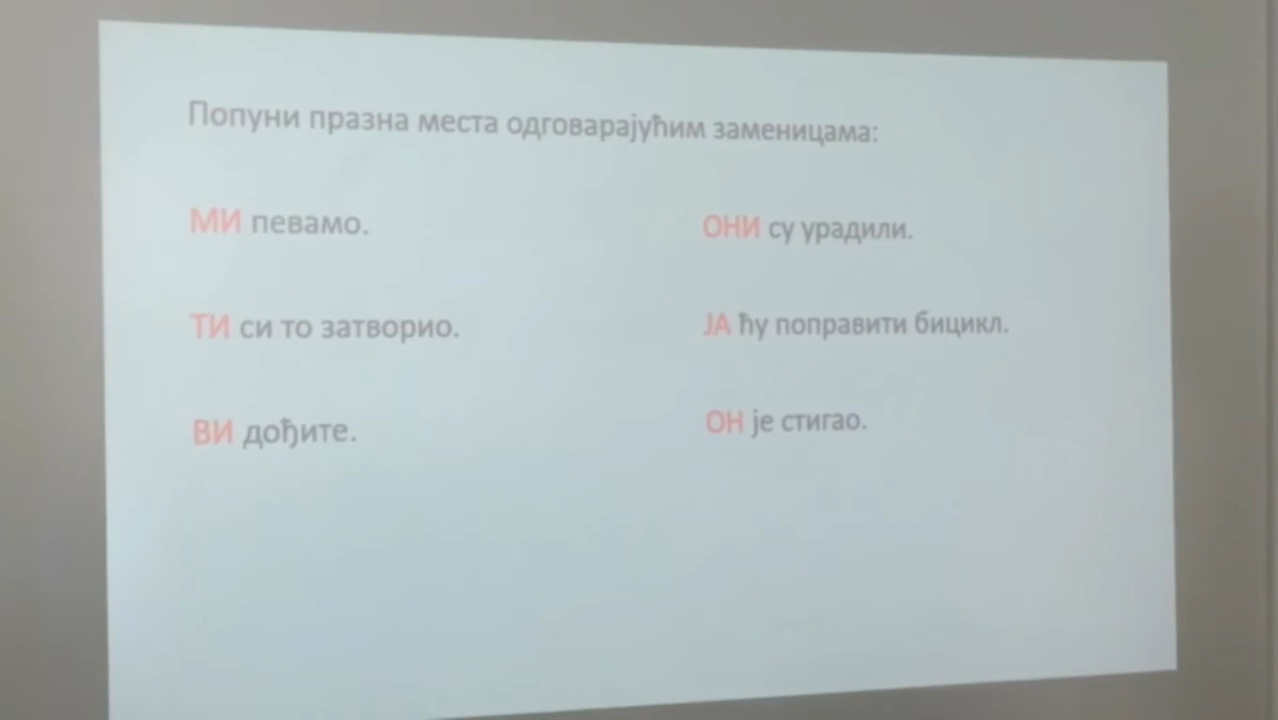 Попуни празна места одговарајућим заменицама:
МИ певамо.
ТИ си то затворио.
ВИ дођите.
ОНИ су урадили.
ЈА ћу поправити бицикл.
ОН је стигао.